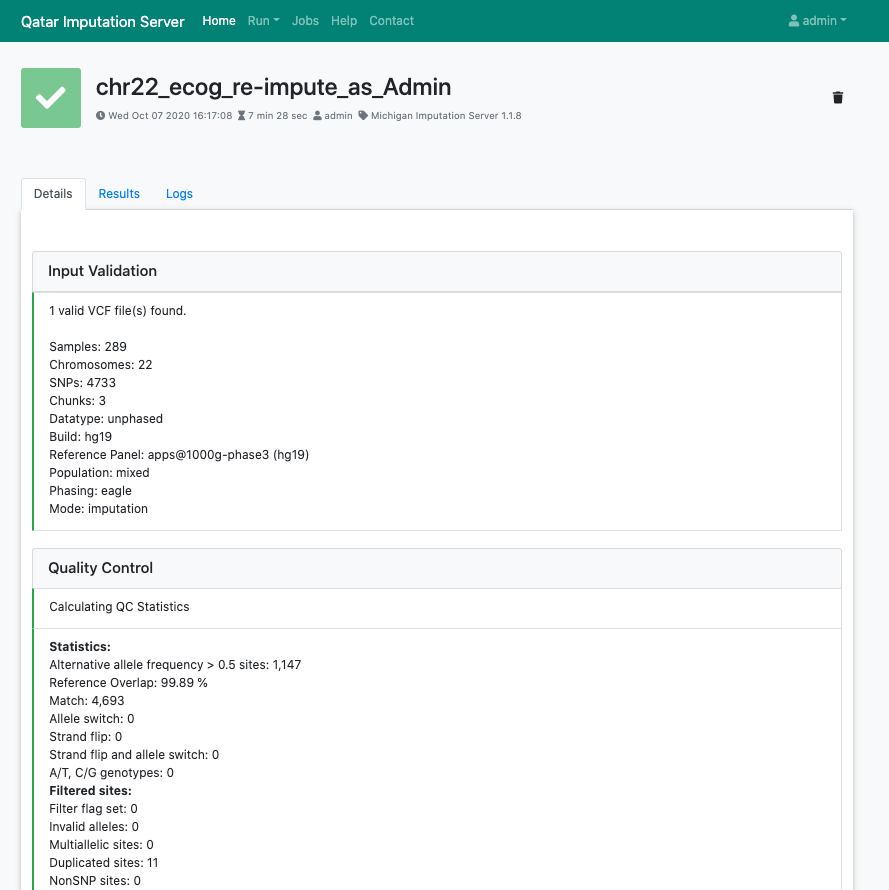 Qatar Imputation Server Home Run Jobs Help Contact admin
chr22_ecog_re-impute_as_Admin
Wed Oct 07 2020 16:17:08 7 min 28 sec admin Michigan Imputation Server 1.1.8
Details Results Logs
Input Validation
1 valid VCF file(s) found.
Samples: 289
Chromosomes: 22
SNPs: 4733
Chunks: 3
Datatype: unphased
Build: hg19
Reference Panel: apps@1000g-phase3 (hg19)
Population: mixed
Phasing: eagle
Mode: imputation
Quality Control
Calculating QC Statistics
Statistics:
Alternative allele frequency > 0.5 sites: 1,147
Reference Overlap: 99.89 %
Match: 4,693
Allele switch: 0
Strand flip: 0
Strand flip and allele switch: 0
A/T, C/G genotypes: 0
Filtered sites:
Filter flag set: 0
Invalid alleles: 0
Multiallelic sites: 0
Duplicated sites: 11
NonSNP sites: 0